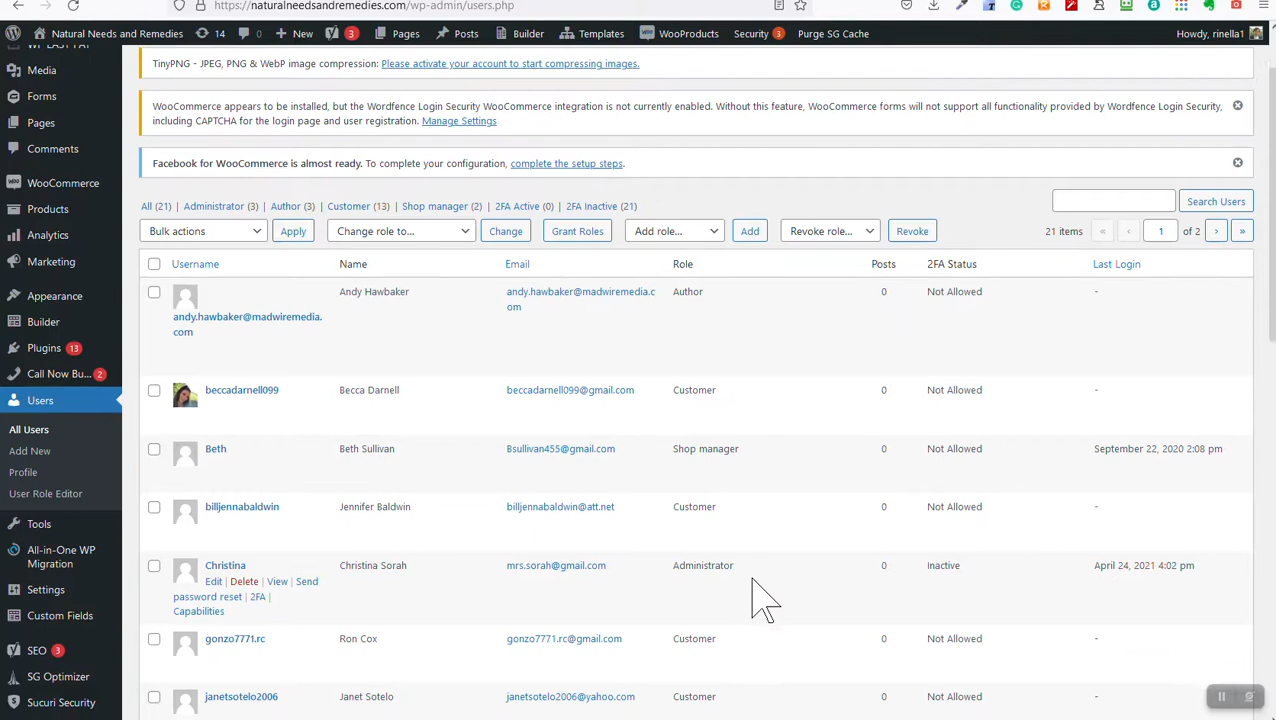 https://naturalneedsandremedies.com/wp-admin/users.php
Natural Needs and Remedies 14 0 New 3 Pages Posts Builder Templates WooProducts Security 3 Purge SG Cache Howdy, rinella1
Media
Forms
Pages
Comments
WooCommerce
Products
Analytics
Marketing
Appearance
Builder
Plugins 13
Call Now Bu... 2
Users
All Users
Add New
Profile
User Role Editor
Tools
All-in-One WP
Migration
Settings
Custom Fields
SEO 3
SG Optimizer
Sucuri Security
TinyPNG - JPEG, PNG & WebP image compression: Please activate your account to start compressing images.
WooCommerce appears to be installed, but the Wordfence Login Security WooCommerce integration is not currently enabled. Without this feature, WooCommerce forms will not support all functionality provided by Wordfence Login Security,
including CAPTCHA for the login page and user registration. Manage Settings
Facebook for WooCommerce is almost ready. To complete your configuration, complete the setup steps.
All (21) | Administrator (3) | Author (3) | Customer (13) | Shop manager (2) | 2FA Active (0) | 2FA Inactive (21)
Search Users
Bulk actions Apply Change role to... Change Grant Roles Add role... Add Revoke role... Revoke 21 items « ‹ 1 of 2 › »
Username Name Email Role Posts 2FA Status Last Login
Andy Hawbaker andy.hawbaker@madwiremedia.c Author 0 Not Allowed -
om
andy.hawbaker@madwiremedia.
com
beccadarnell099 Becca Darnell beccadarnell099@gmail.com Customer 0 Not Allowed -
Beth Beth Sullivan Bsullivan455@gmail.com Shop manager 0 Not Allowed September 22, 2020 2:08 pm
billjennabaldwin Jennifer Baldwin billjennabaldwin@att.net Customer 0 Not Allowed -
Christina Christina Sorah mrs.sorah@gmail.com Administrator 0 Inactive April 24, 2021 4:02 pm
Edit | Delete | View | Send
password reset | 2FA |
Capabilities
gonzo7771.rc Ron Cox gonzo7771.rc@gmail.com Customer 0 Not Allowed -
janetsotelo2006 Janet Sotelo janetsotelo2006@yahoo.com Customer 0 Not Allowed -